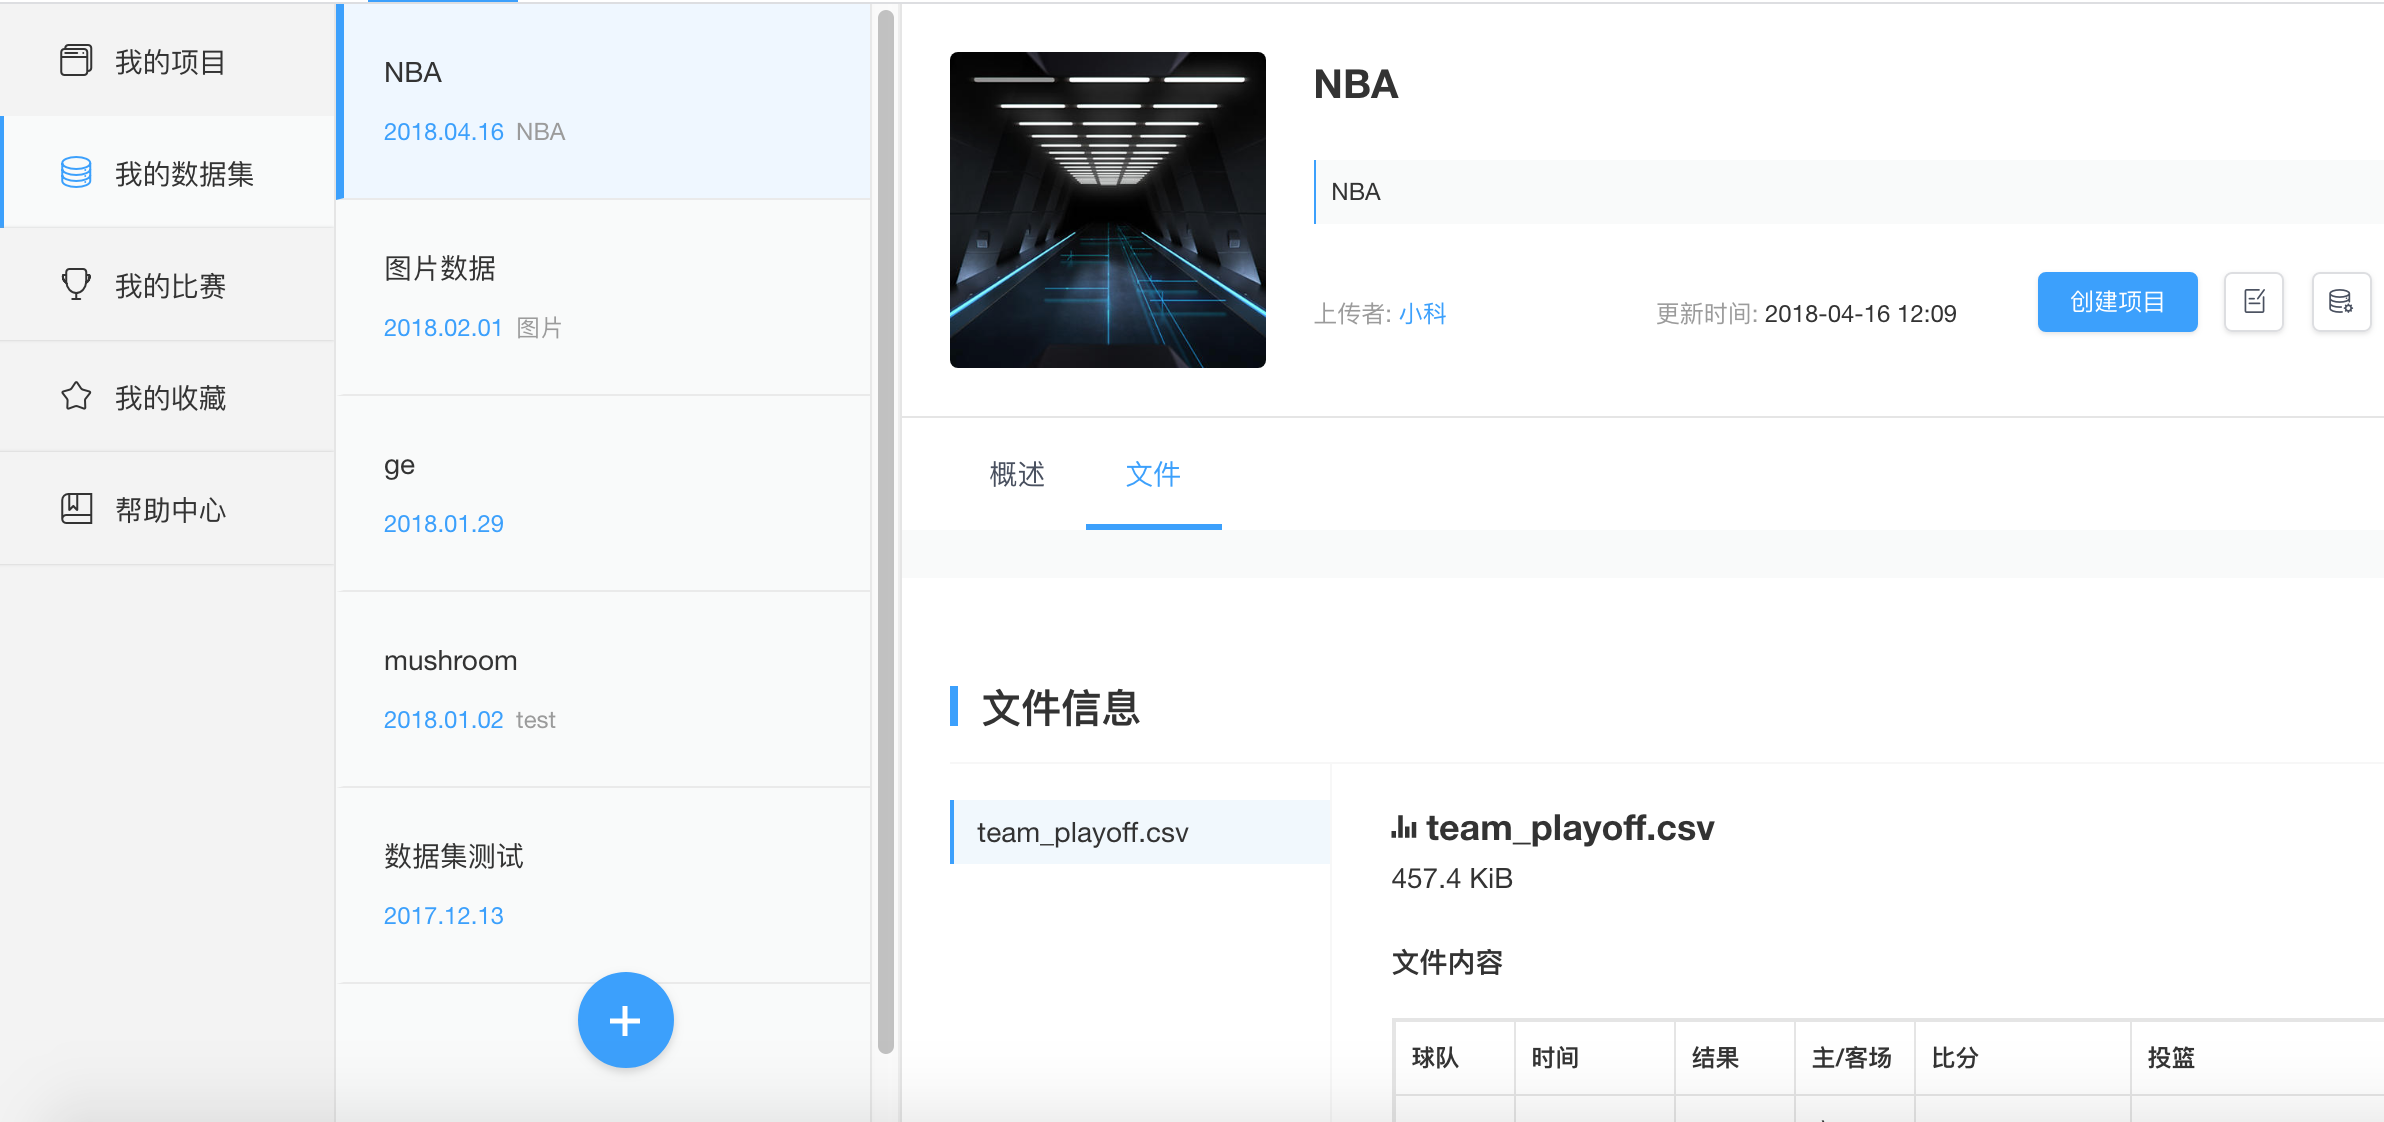 我的项目
我的数据集
我的比赛
我的收藏
帮助中心
NBA
2018.04.16 NBA
图片数据
2018.02.01 图片
ge
2018.01.29
mushroom
2018.01.02 test
数据集测试
2017.12.13
NBA
NBA
上传者: 小科 更新时间: 2018-04-16 12:09 创建项目
概述 文件
文件信息
team_playoff.csv
team_playoff.csv
457.4 KiB
文件内容
球队 时间 结果 主/客场 比分 投篮